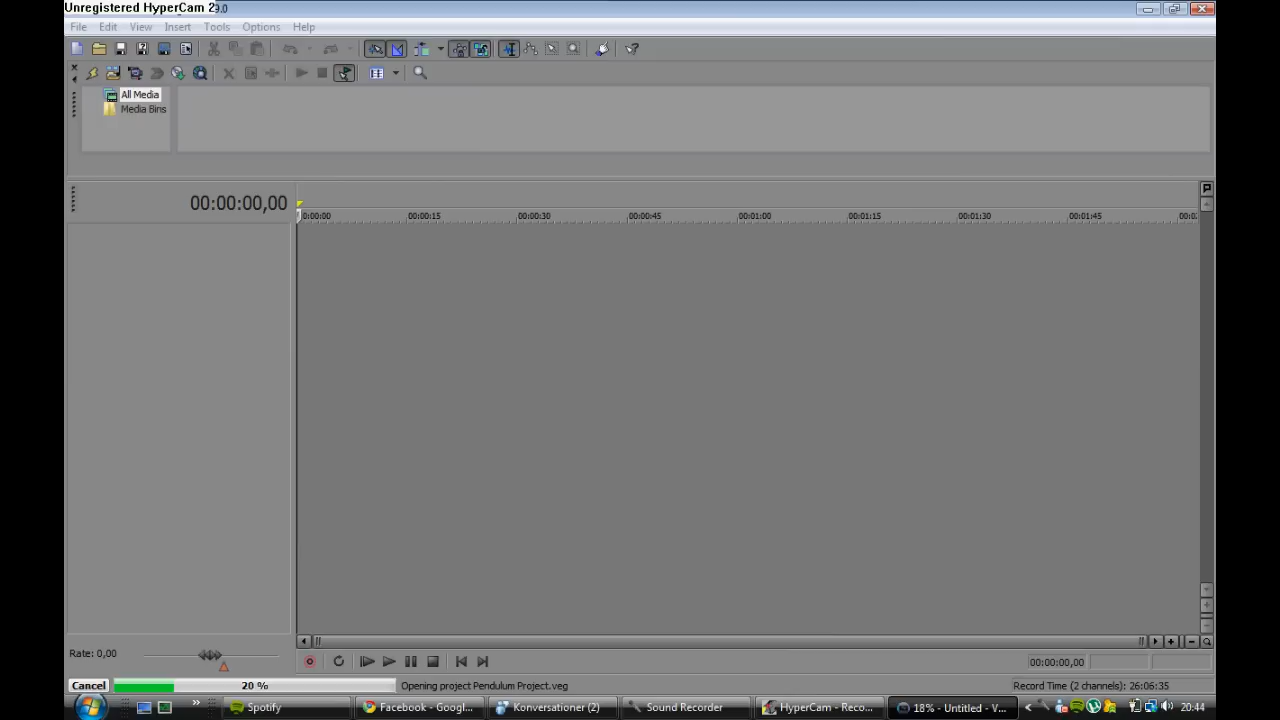 Unregistered HyperCam 2
9.0
File Edit View Insert Tools Options Help
All Media
Media Bins
00:00:00,00
0:00:00 00:00:15 00:00:30 00:00:45 00:01:00 00:01:15 00:01:30 00:01:45
Rate: 0,00
00:00:00,00
Cancel 20 % Opening project Pendulum Project.veg Record Time (2 channels): 26:06:35
Spotify Facebook - Googl... Konversationer (2) Sound Recorder HyperCam - Reco... 18% - Untitled - V... 20:44